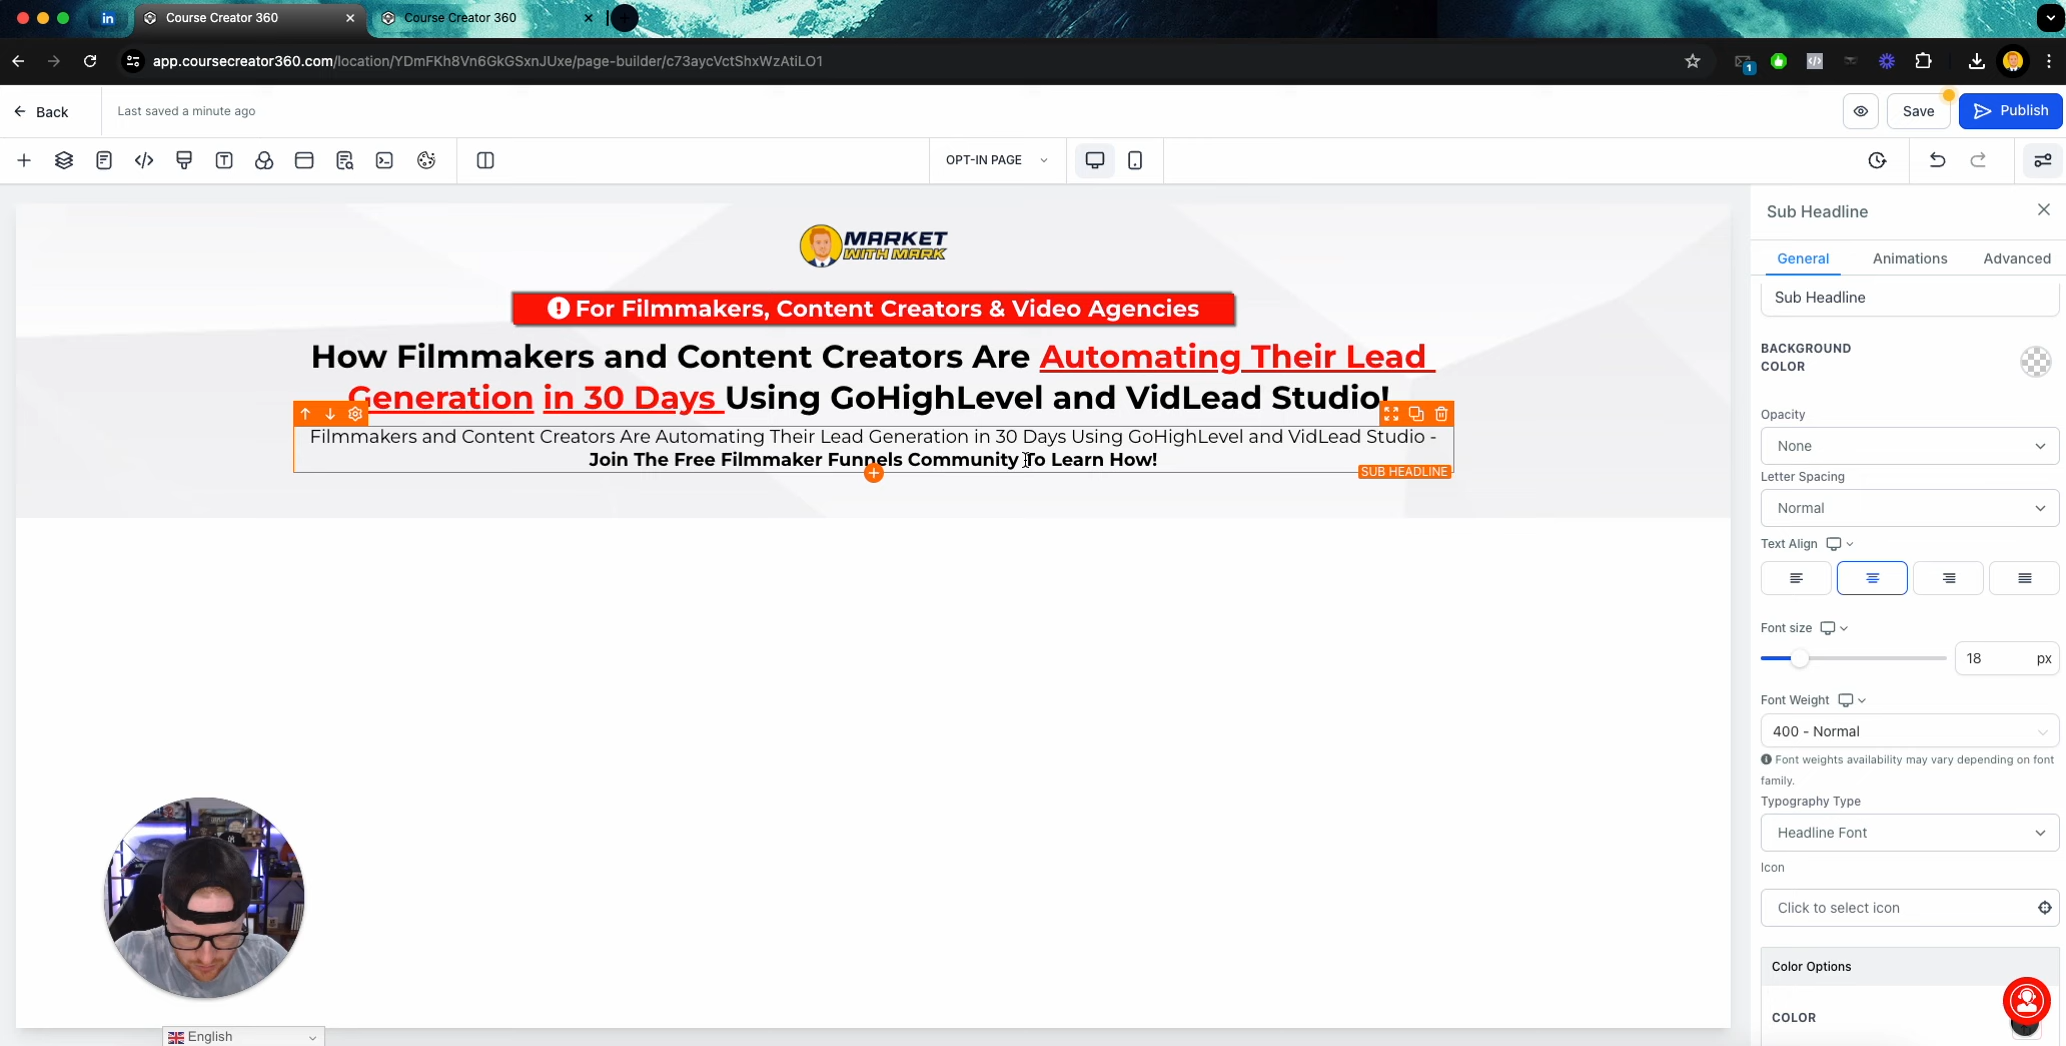 Course Creator 360
Course Creator 360
app.coursecreator360.com/location/YDmFKh8Vn6GkGSxnJUxe/page-builder/c73aycVctShxWzAtiLO1
1
Back
Last saved a minute ago
Save
Publish
OPT-IN PAGE
MARKET
WITH MARK
For Filmmakers, Content Creators & Video Agencies
How Filmmakers and Content Creators Are Automating Their Lead
Generation in 30 Days Using GoHighLevel and VidLead Studio!
Filmmakers and Content Creators Are Automating Their Lead Generation in 30 Days Using GoHighLevel and VidLead Studio -
Join The Free Filmmaker Funnels Community To Learn How!
SUB HEADLINE
English
Sub Headline
General
Animations
Advanced
Sub Headline
BACKGROUND
COLOR
Opacity
None
Letter Spacing
Normal
Text Align
Font size
18
px
Font Weight
400 - Normal
Font weights availability may vary depending on font
family.
Typography Type
Headline Font
Icon
Click to select icon
Color Options
COLOR